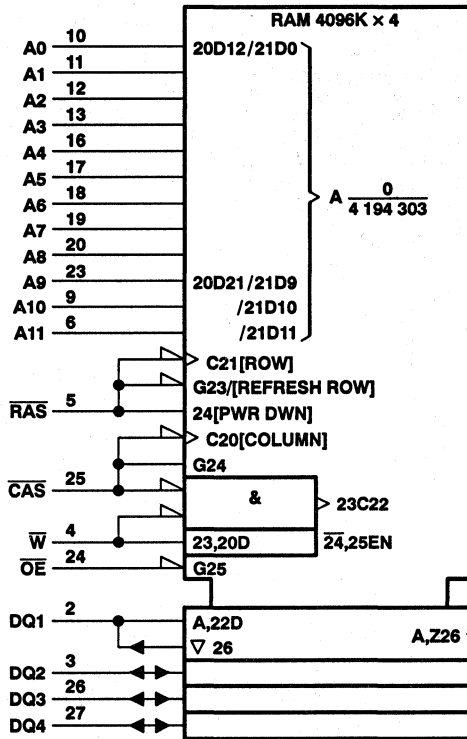 RAM 4096K × 4
A0 10 20D12/21D0
A1 11
A2 12
A3 13
A4 16
A5 17
A6 18
A7 19
A8 20
A9 23 20D21/21D9
A10 9 /21D10
A11 6 /21D11
A 0
4 194 303
C21[ROW]
G23/[REFRESH ROW]
RAS 5 24[PWR DWN]
C20[COLUMN]
G24
CAS 25
& 23C22
W 4 23,20D 24,25EN
OE 24 G25
DQ1 2 A,22D
▽ 26 A,Z26
DQ2 3
DQ3 26
DQ4 27